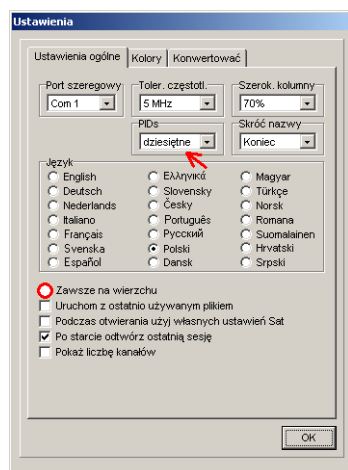 Ustawienia
Ustawienia ogólne Kolory Konwertować
Port szeregowy Toler. częstotl. Szerok. kolumny
Com 1 5 MHz 70%
PIDs Skróć nazwy
dziesiętne Koniec
Język
English Ελληνικά Magyar
Deutsch Slovensky Türkçe
Nederlands Česky Norsk
Italiano Português Romana
Français Русский Suomalainen
Svenska Polski Hrvatski
Español Dansk Srpski
Zawsze na wierzchu
Uruchom z ostatnio używanym plikiem
Podczas otwierania użyj własnych ustawień Sat
Po starcie odtwórz ostatnią sesję
Pokaż liczbę kanałów
OK